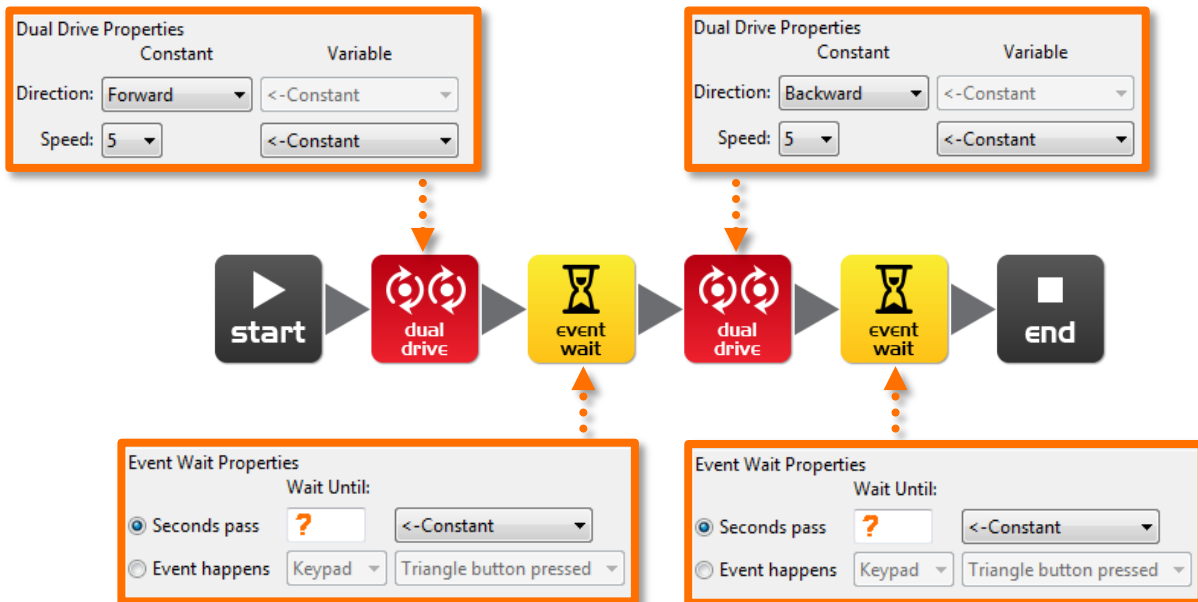 Dual Drive Properties
Constant Variable
Direction: Forward <-Constant
Speed: 5 <-Constant
Dual Drive Properties
Constant Variable
Direction: Backward <-Constant
Speed: 5 <-Constant
start
dual
drive
event
wait
dual
drive
event
wait
end
Event Wait Properties
Wait Until:
Seconds pass ? <-Constant
Event happens Keypad Triangle button pressed
Event Wait Properties
Wait Until:
Seconds pass ? <-Constant
Event happens Keypad Triangle button pressed